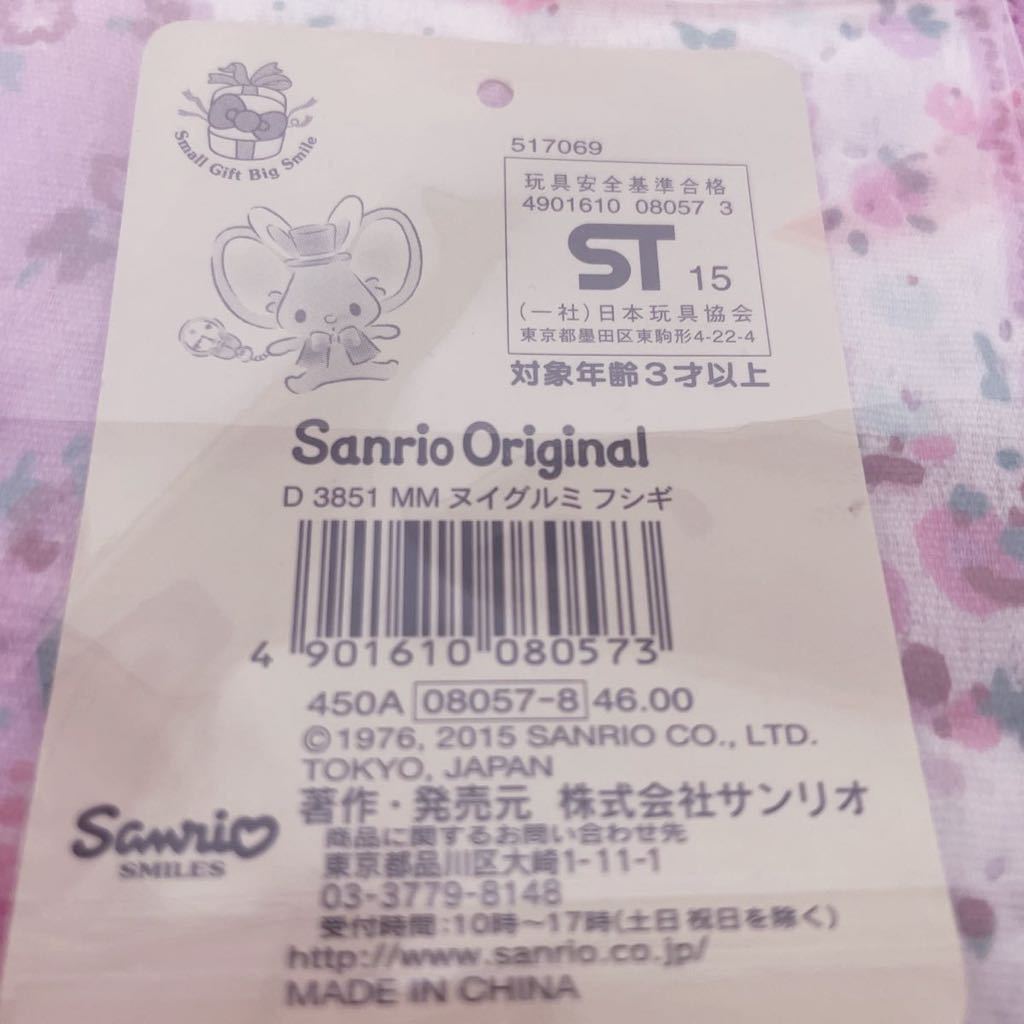 Small Gift Big Smile
517069
玩具安全基準合格
4901610 08057 3
ST 15
(一社)日本玩具協会
東京都墨田区東駒形4-22-4
対象年齢3才以上
Sanrio Original
D 3851 MM ヌイグルミ フシギ
4 901610 080573
450A 08057-8 46.00
©1976, 2015 SANRIO CO., LTD.
TOKYO, JAPAN
著作・発売元 株式会社サンリオ
Sanrio
SMILES
商品に関するお問い合わせ先
東京都品川区大崎1-11-1
03-3779-8148
受付時間:10時〜17時(土日祝日を除く)
http://www.sanrio.co.jp/
MADE IN CHINA